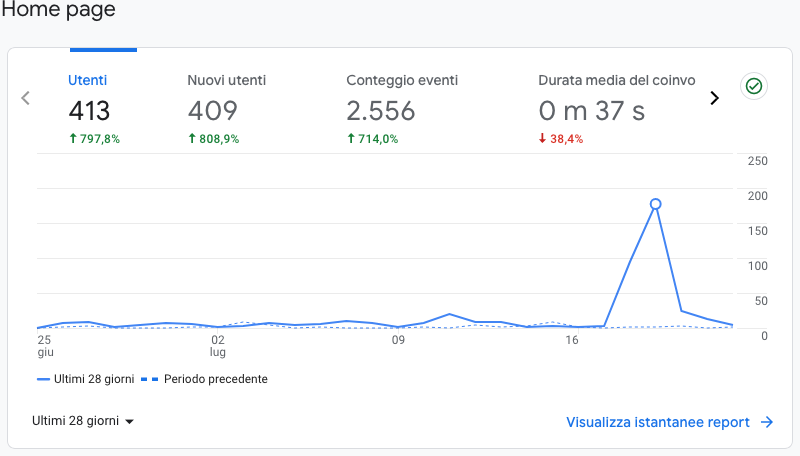 Home page
Utenti
Nuovi utenti
Conteggio eventi
Durata media del coinvo
413
409
2.556
0 m 37 s
797,8%
808,9%
714,0%
38,4%
250
200
150
100
50
0
25
giu
02
lug
09
16
Ultimi 28 giorni
Periodo precedente
Ultimi 28 giorni
Visualizza istantanee report